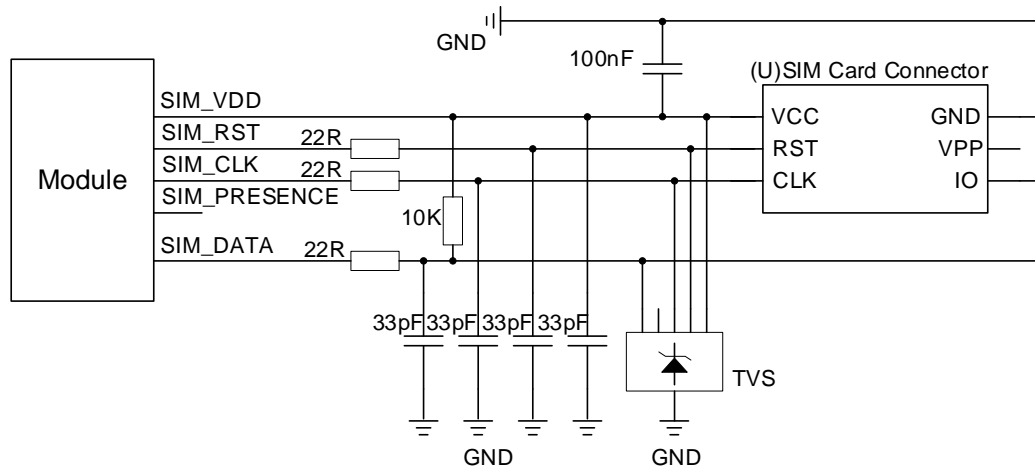 GND
100nF
(U)SIM Card Connector
Module
SIM_VDD
SIM_RST
22R
SIM_CLK
22R
SIM_PRESENCE
SIM_DATA
22R
10K
VCC
GND
RST
VPP
CLK
IO
33pF 33pF 33pF 33pF
TVS
GND
GND